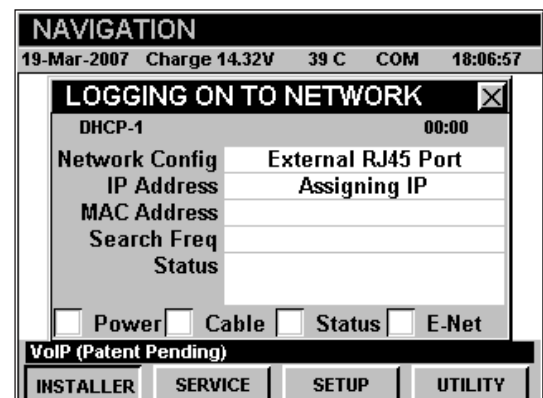 NAVIGATION
19-Mar-2007 Charge 14.32V 39 C COM 18:06:57
LOGGING ON TO NETWORK
DHCP-1 00:00
Network Config External RJ45 Port
IP Address Assigning IP
MAC Address
Search Freq
Status
Power Cable Status E-Net
VoIP (Patent Pending)
INSTALLER SERVICE SETUP UTILITY